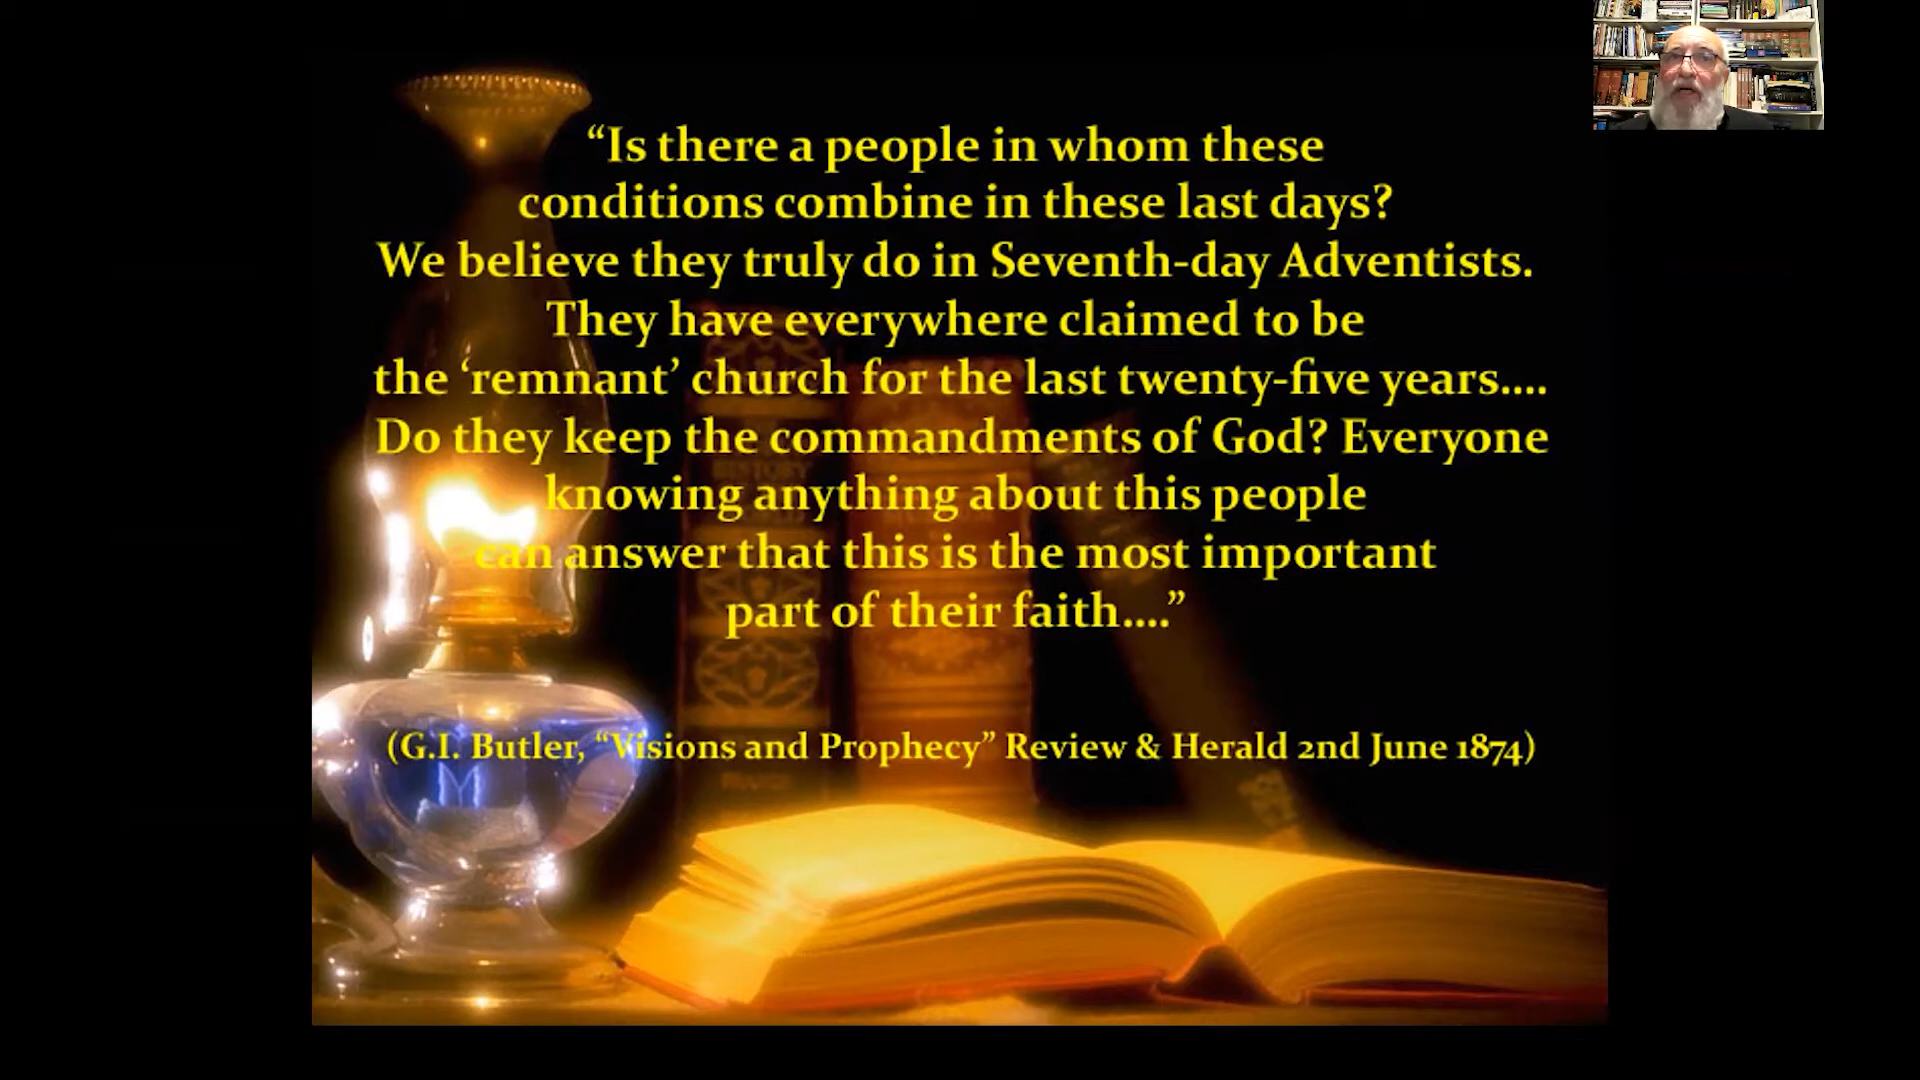 “Is there a people in whom these
conditions combine in these last days?
We believe they truly do in Seventh-day Adventists.
They have everywhere claimed to be
the ‘remnant’ church for the last twenty-five years....
Do they keep the commandments of God? Everyone
knowing anything about this people
can answer that this is the most important
part of their faith....”
(G.I. Butler, “Visions and Prophecy” Review & Herald 2nd June 1874)